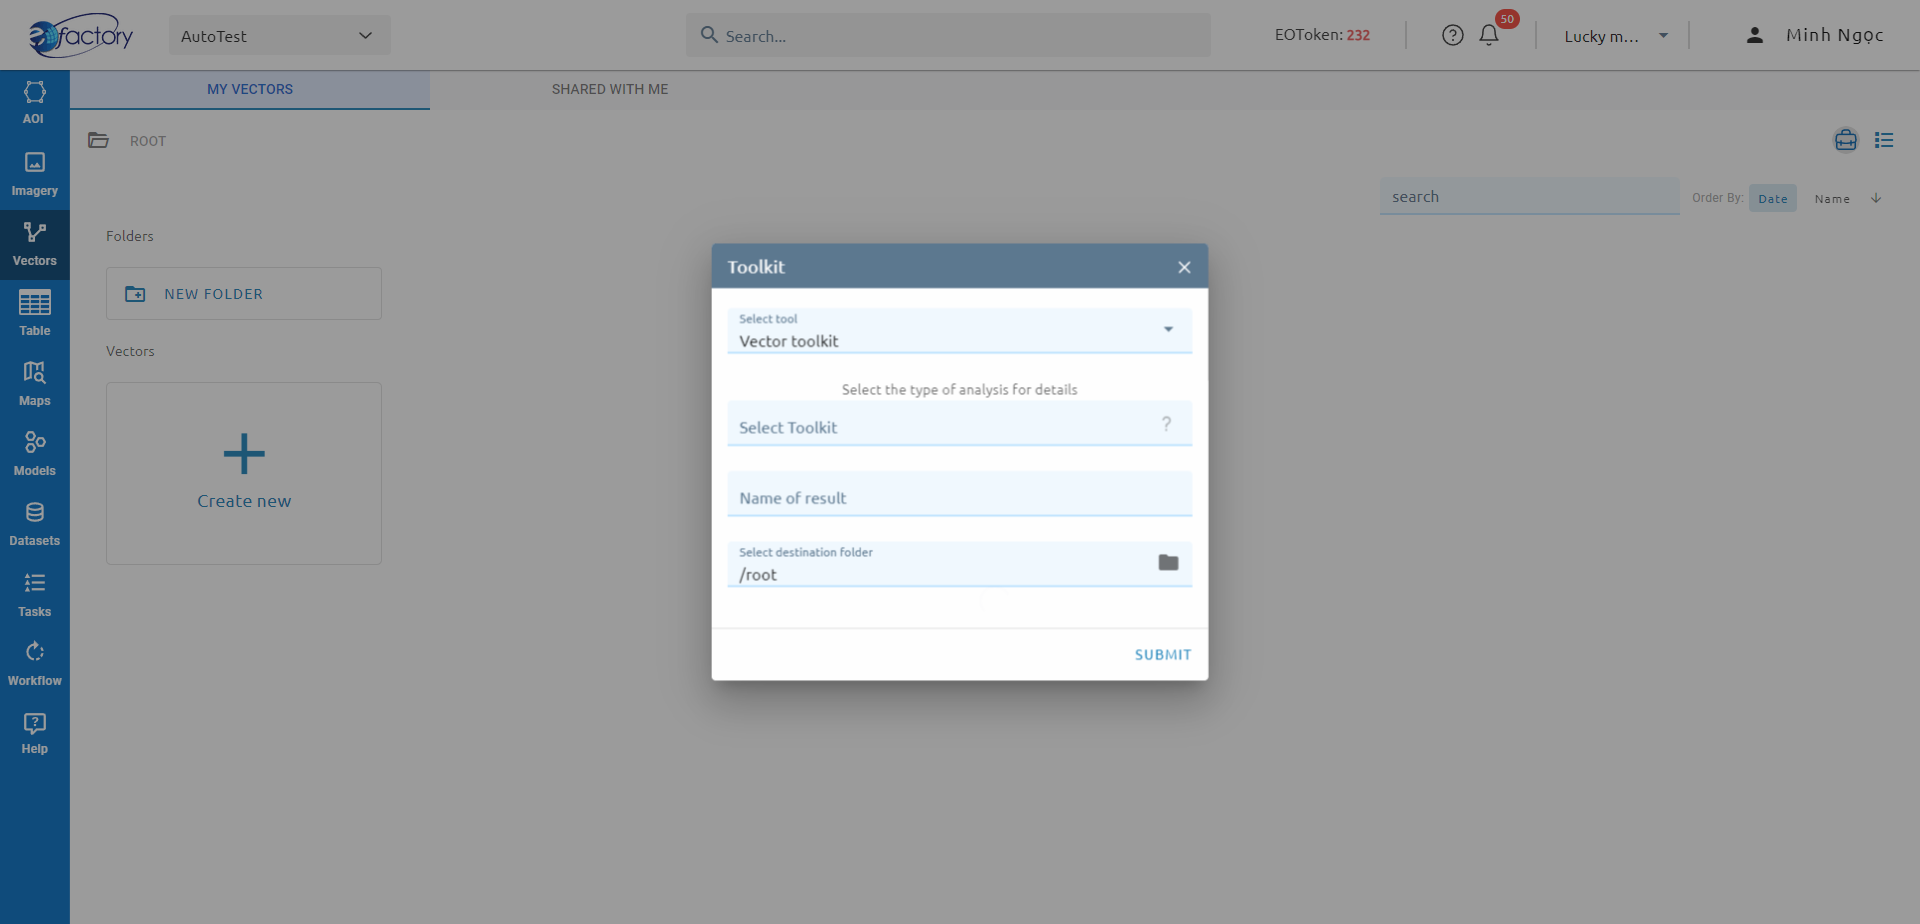 eofactory
AutoTest
Search...
EOToken: 232
50
Lucky m...
Minh Ngọc
AOI
Imagery
Vectors
Table
Maps
Models
Datasets
Tasks
Workflow
Help
MY VECTORS
SHARED WITH ME
ROOT
search
Order By:
Date
Name
Folders
NEW FOLDER
Vectors
Create new
Toolkit
Select tool
Vector toolkit
Select the type of analysis for details
Select Toolkit
?
Name of result
Select destination folder
/root
SUBMIT